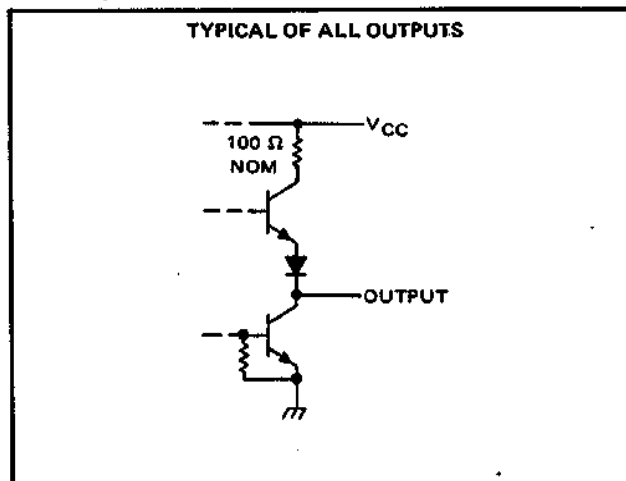 TYPICAL OF ALL OUTPUTS
VCC
100 Ω
NOM
OUTPUT